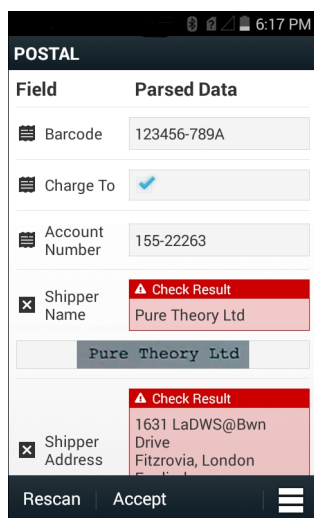 6:17 PM
POSTAL
Field Parsed Data
Barcode 123456-789A
Charge To
Account Number 155-22263
Check Result
Shipper Name Pure Theory Ltd
Pure Theory Ltd
Check Result
Shipper Address
1631 LaDWS@Bwn
Drive
Fitzrovia, London
Rescan Accept